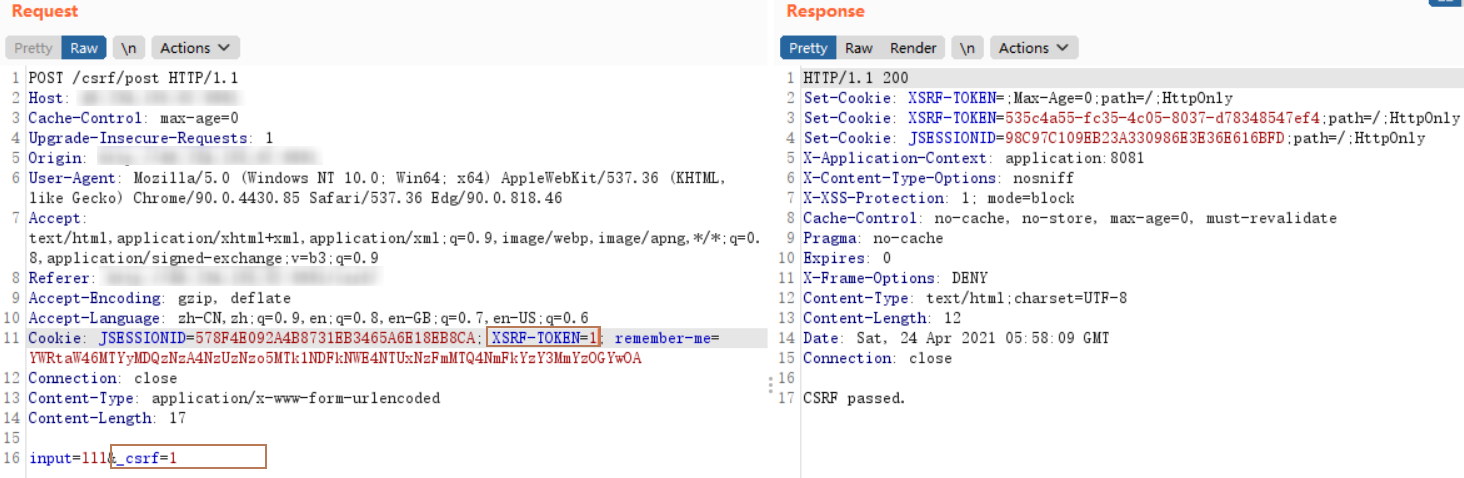 Request
Pretty Raw \n Actions
1 POST /csrf/post HTTP/1.1
2 Host:
3 Cache-Control: max-age=0
4 Upgrade-Insecure-Requests: 1
5 Origin:
6 User-Agent: Mozilla/5.0 (Windows NT 10.0; Win64; x64) AppleWebKit/537.36 (KHTML,
like Gecko) Chrome/90.0.4430.85 Safari/537.36 Edg/90.0.818.46
7 Accept:
text/html,application/xhtml+xml,application/xml;q=0.9,image/webp,image/apng,*/*;q=0.
8,application/signed-exchange;v=b3;q=0.9
8 Referer:
9 Accept-Encoding: gzip, deflate
10 Accept-Language: zh-CN,zh;q=0.9,en;q=0.8,en-GB;q=0.7,en-US;q=0.6
11 Cookie: JSESSIONID=578F4E092A4B8731EB3465A6E18EB8CA; XSRF-TOKEN=1; remember-me=
YWRtaW46MTYyMDQzNzA4NzUzNzo5MTk1NDFkNWE4NTUxNzFmMTQ4NmFkYzY3MmYzOGYwOA
12 Connection: close
13 Content-Type: application/x-www-form-urlencoded
14 Content-Length: 17
15
16 input=111&_csrf=1
Response
Pretty Raw Render \n Actions
1 HTTP/1.1 200
2 Set-Cookie: XSRF-TOKEN=;Max-Age=0;path=/;HttpOnly
3 Set-Cookie: XSRF-TOKEN=535c4a55-fc35-4c05-8037-d78348547ef4;path=/;HttpOnly
4 Set-Cookie: JSESSIONID=98C97C109EB23A330986E3E36E616BFD;path=/;HttpOnly
5 X-Application-Context: application:8081
6 X-Content-Type-Options: nosniff
7 X-XSS-Protection: 1; mode=block
8 Cache-Control: no-cache, no-store, max-age=0, must-revalidate
9 Pragma: no-cache
10 Expires: 0
11 X-Frame-Options: DENY
12 Content-Type: text/html;charset=UTF-8
13 Content-Length: 12
14 Date: Sat, 24 Apr 2021 05:58:09 GMT
15 Connection: close
16
17 CSRF passed.